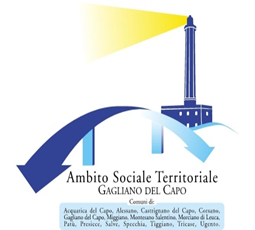 Ambito Sociale Territoriale
GAGLIANO DEL CAPO
Comuni di:
Acquarica del Capo, Alessano, Castrignano del Capo, Corsano,
Gagliano del Capo, Miggiano, Montesano Salentino, Morciano di Leuca,
Patù, Presicce, Salve, Specchia, Tiggiano, Tricase, Ugento.